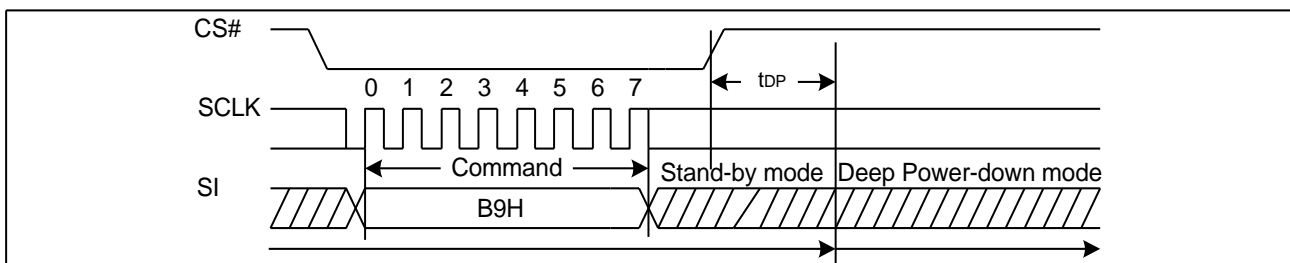 CS#
0 1 2 3 4 5 6 7
tDP
SCLK
Command
Stand-by mode Deep Power-down mode
SI
B9H